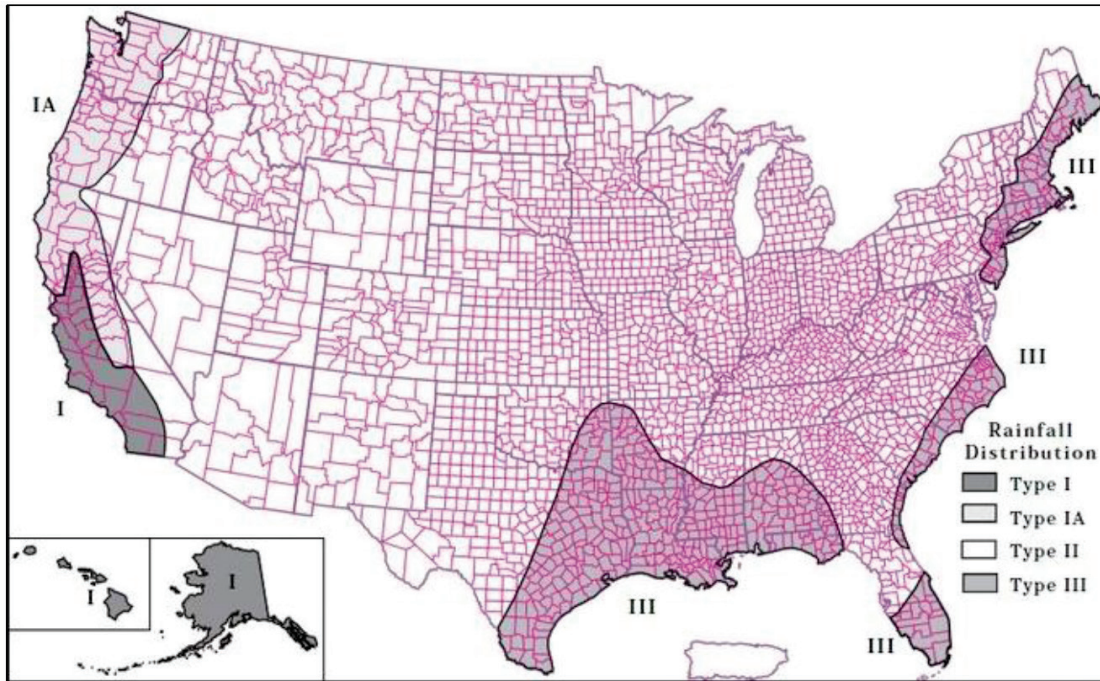 IA
III
III
I
Rainfall
Distribution
Type I
Type IA
Type II
Type III
I
I
III
III